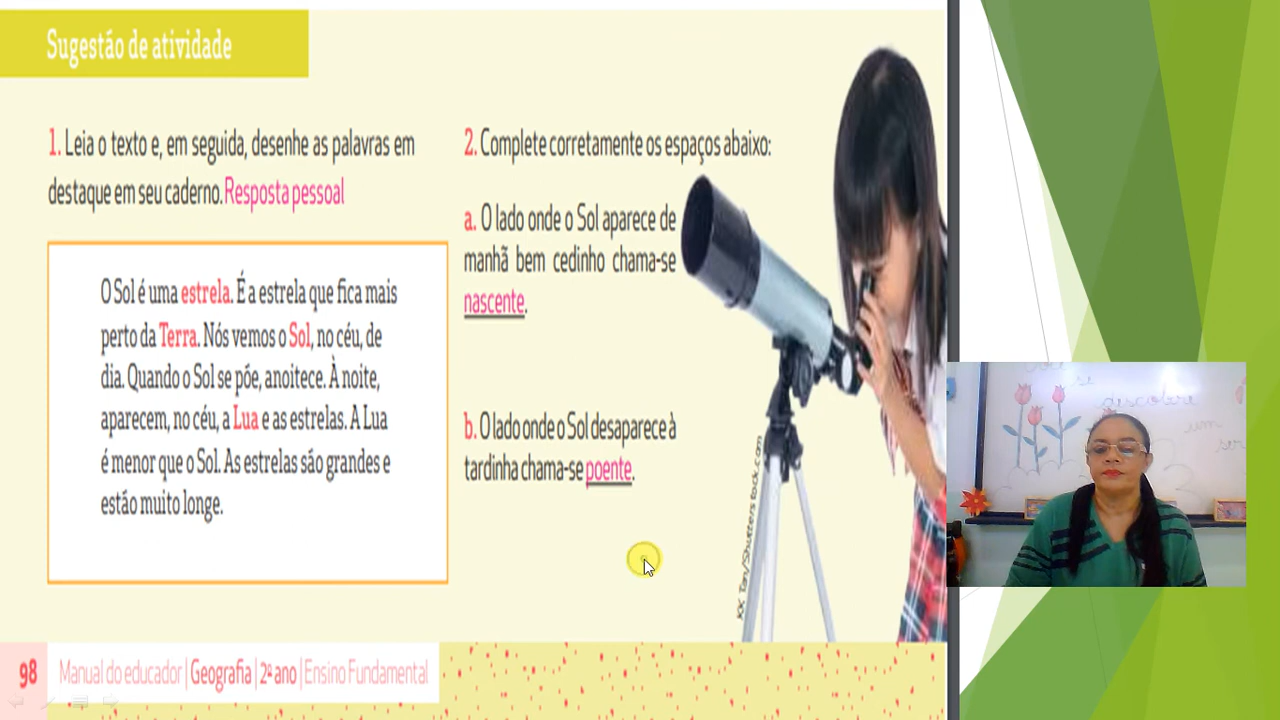 Sugestão de atividade
1. Leia o texto e, em seguida, desenhe as palavras em
destaque em seu caderno. Resposta pessoal
O Sol é uma estrela. É a estrela que fica mais
perto da Terra. Nós vemos o Sol, no céu, de
dia. Quando o Sol se põe, anoitece. À noite,
aparecem, no céu, a Lua e as estrelas. A Lua
é menor que o Sol. As estrelas são grandes e
estão muito longe.
2. Complete corretamente os espaços abaixo:
a. O lado onde o Sol aparece de
manhã bem cedinho chama-se
nascente.
b. O lado onde o Sol desaparece à
tardinha chama-se poente.
KK Tan/Shutterstock.com
98 Manual do educador | Geografia | 2º ano | Ensino Fundamental
se
descobre
um